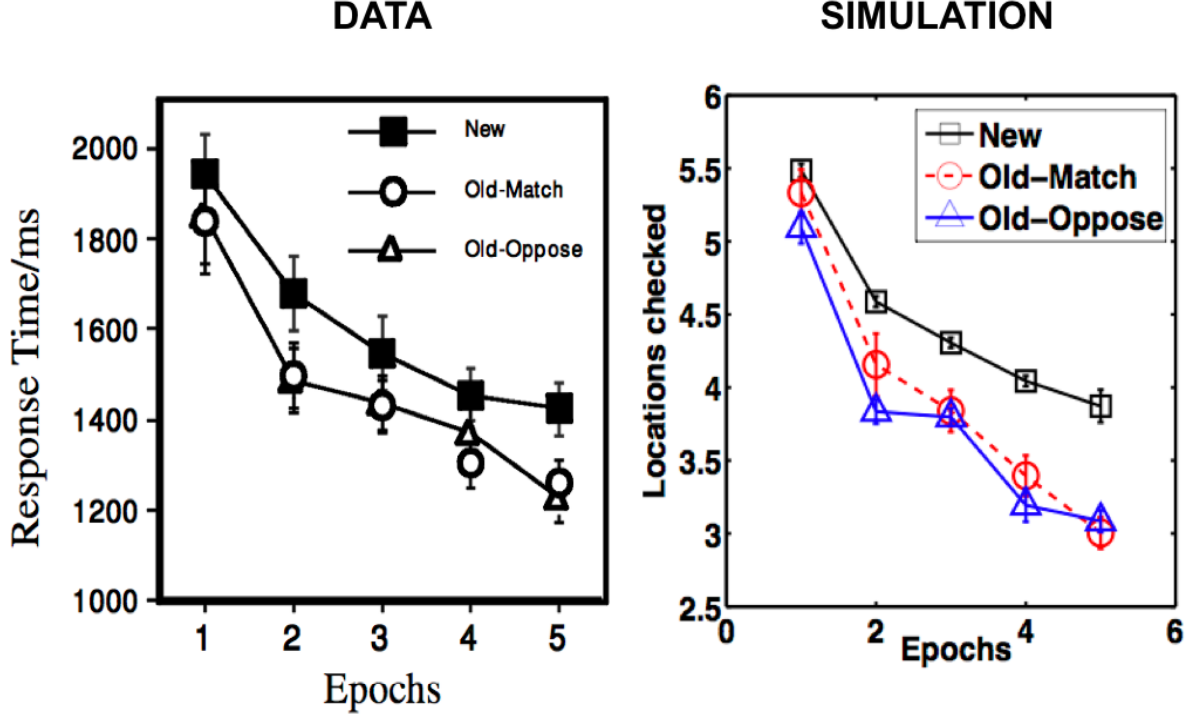 DATA
SIMULATION
Response Time/ms
2000
1800
1600
1400
1200
1000
New
Old-Match
Old-Oppose
1 2 3 4 5
Epochs
Locations checked
6
5.5
5
4.5
4
3.5
3
2.5
New
Old-Match
Old-Oppose
0 2 4 6
Epochs